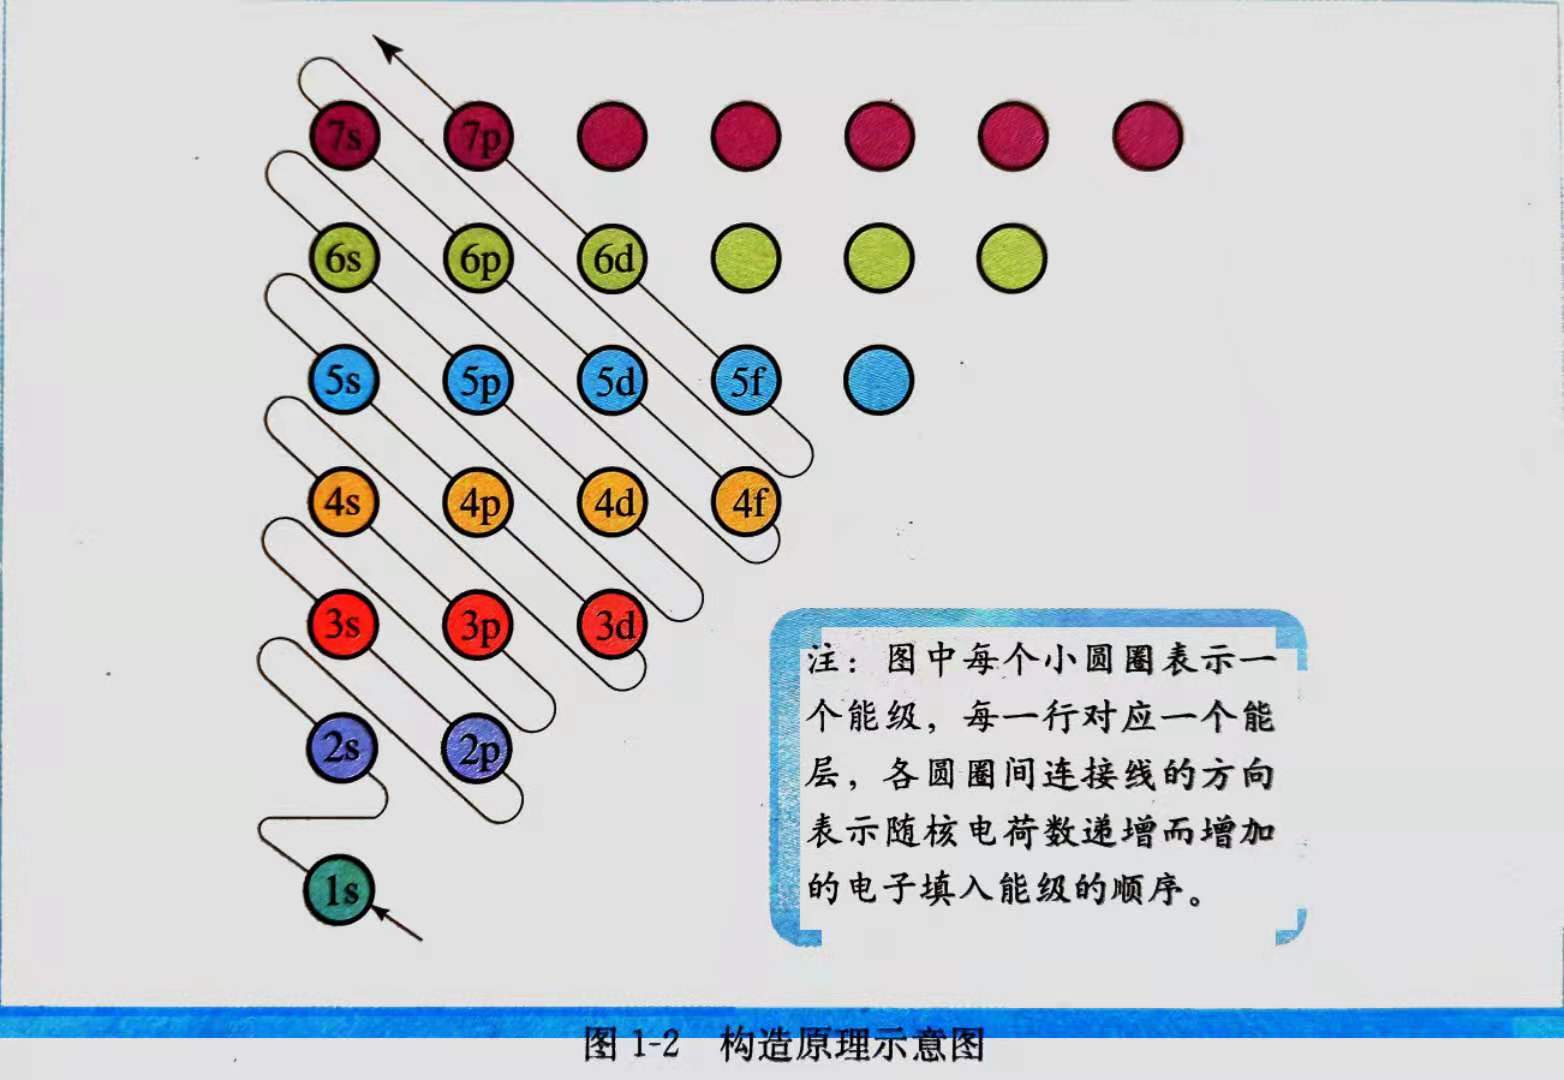 7s 7p
6s 6p 6d
5s 5p 5d 5f
4s 4p 4d 4f
3s 3p 3d
2s 2p
1s
注：图中每个小圆圈表示一
个能级，每一行对应一个能
层，各圆圈间连接线的方向
表示随核电荷数递增而增加
的电子填入能级的顺序。
图1-2 构造原理示意图